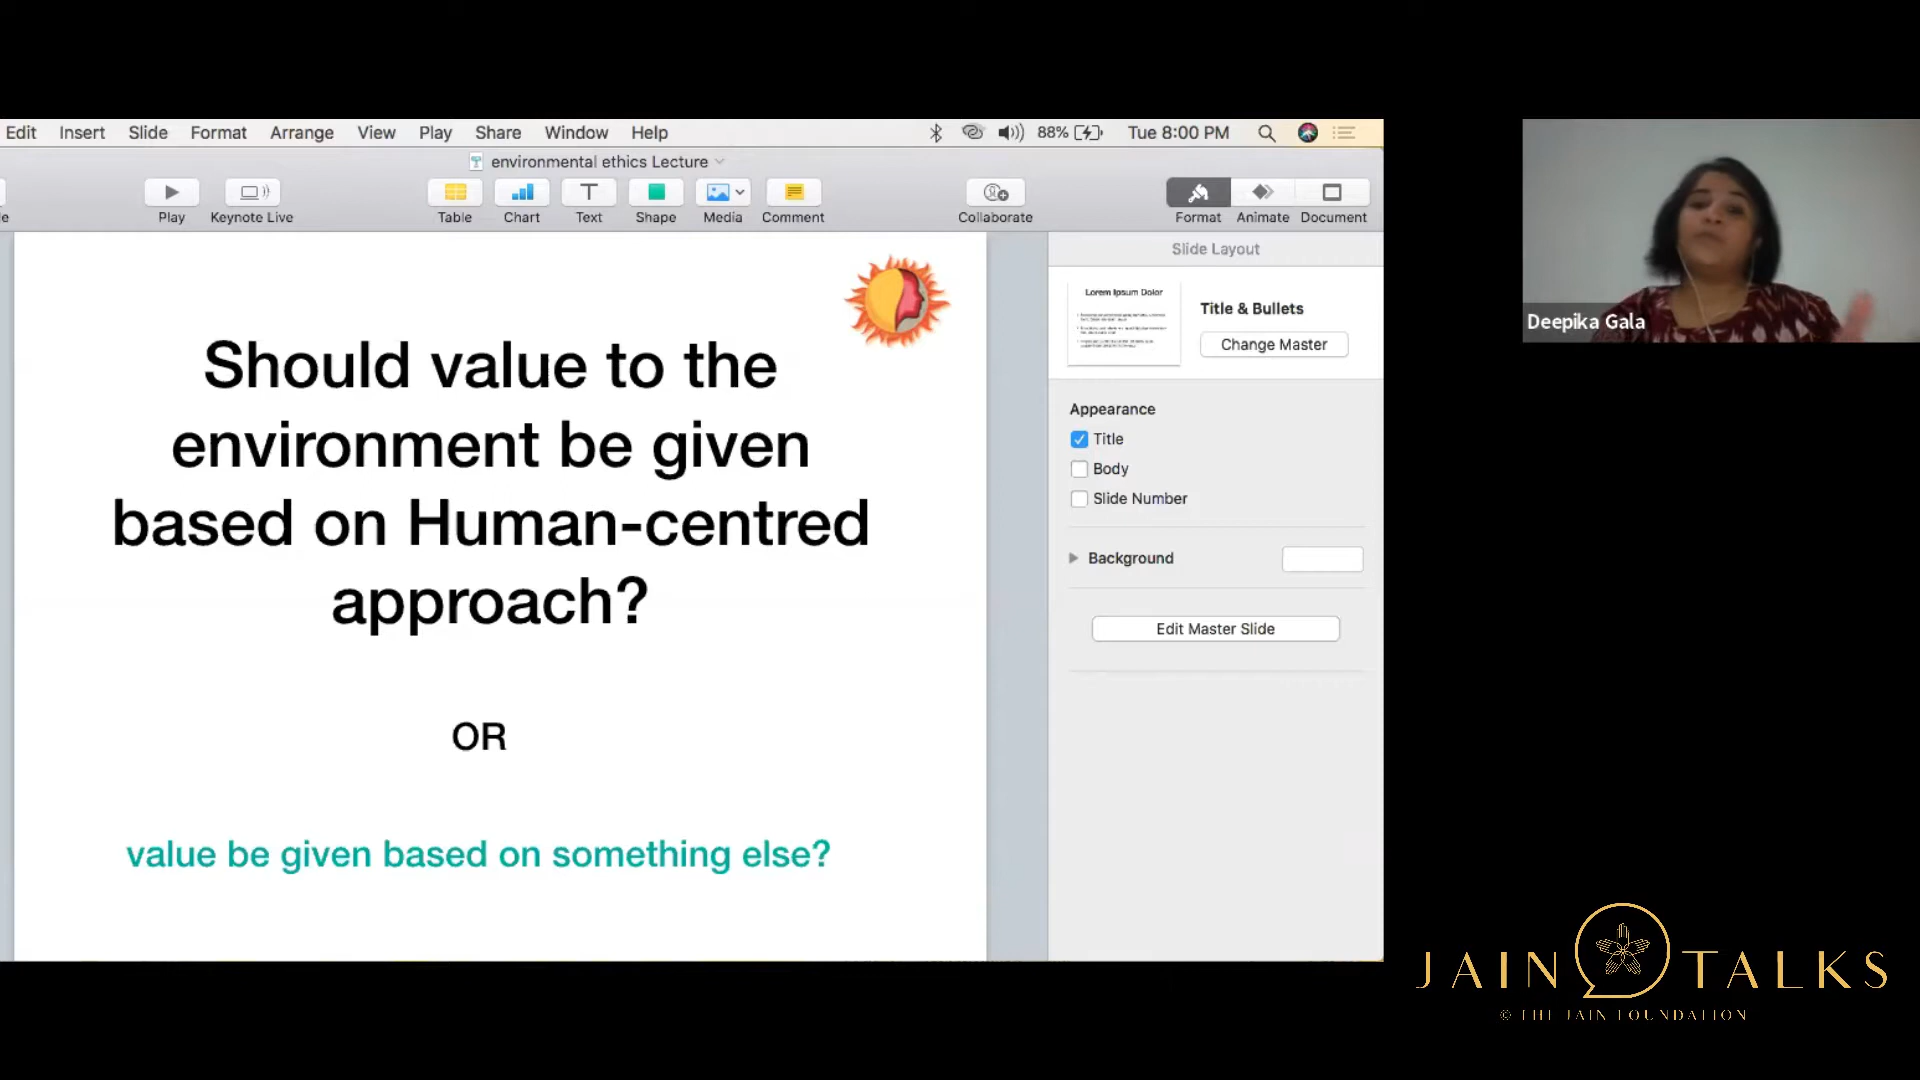 Edit Insert Slide Format Arrange View Play Share Window Help 88% Tue 8:00 PM
environmental ethics Lecture
e Play Keynote Live Table Chart Text Shape Media Comment Collaborate Format Animate Document
Slide Layout
Lorem Ipsum Dolor
Title & Bullets
Change Master
Should value to the
environment be given
based on Human-centred
approach?
OR
value be given based on something else?
Appearance
Title
Body
Slide Number
Background
Edit Master Slide
Deepika Gala
JAIN TALKS
© THE JAIN FOUNDATION